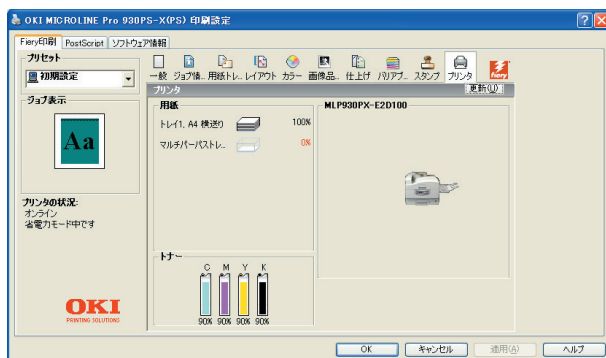 OKI MICROLINE Pro 930PS-X(PS) 印刷設定
Fiery印刷 PostScript ソフトウェア情報
プリセット
初期設定
一般 ジョブ情.. 用紙トレ.. レイアウト カラー 画像品.. 仕上げ バリアブ.. スタンプ プリンタ
fiery
プリンタ
更新(U)
ジョブ表示
Aa
用紙
トレイ1, A4 横送り 100%
マルチパーパストレ.. 0%
MLP930PX-E2D100
プリンタの状況:
オンライン
省電力モード中です
トナー
C M Y K
90% 90% 90% 90%
OKI
PRINTING SOLUTIONS
OK キャンセル 適用(A) ヘルプ